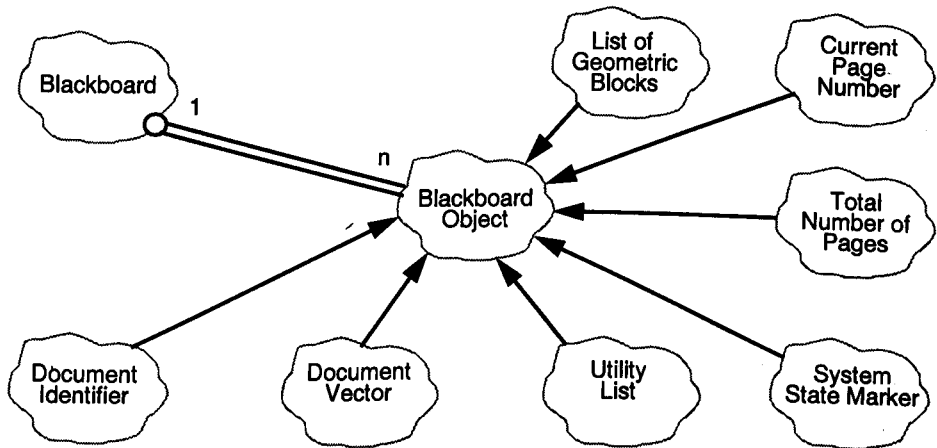 List of
Geometric
Blocks
Current
Page
Number
Blackboard
1
n
Blackboard
Object
Total
Number of
Pages
Document
Identifier
Document
Vector
Utility
List
System
State Marker